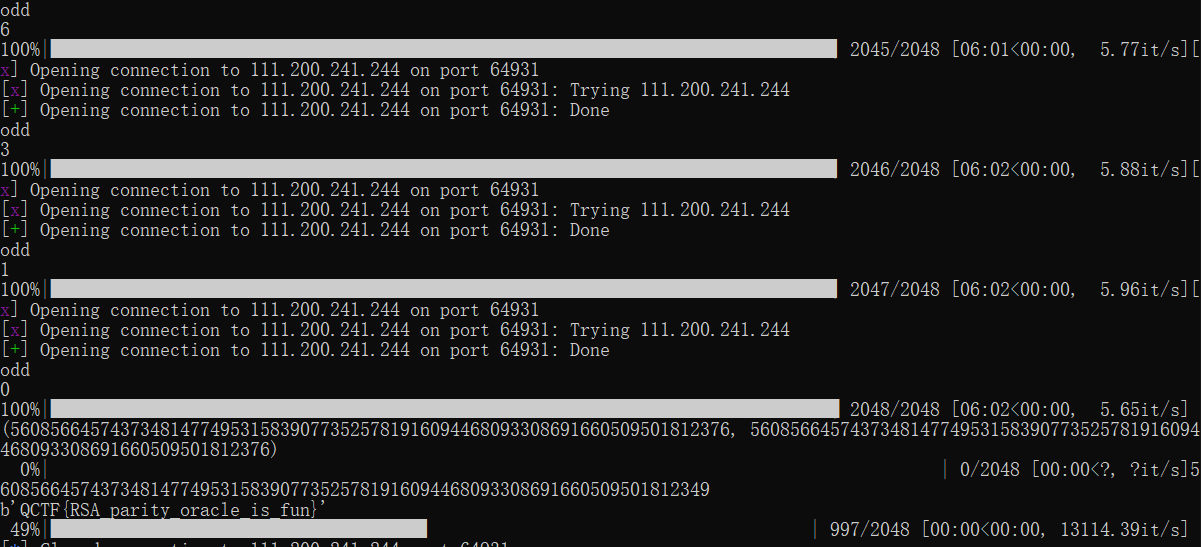 odd
6
100%| 2045/2048 [06:01<00:00, 5.77it/s][
x] Opening connection to 111.200.241.244 on port 64931
[x] Opening connection to 111.200.241.244 on port 64931: Trying 111.200.241.244
[+] Opening connection to 111.200.241.244 on port 64931: Done
odd
3
100%| 2046/2048 [06:02<00:00, 5.88it/s][
x] Opening connection to 111.200.241.244 on port 64931
[x] Opening connection to 111.200.241.244 on port 64931: Trying 111.200.241.244
[+] Opening connection to 111.200.241.244 on port 64931: Done
odd
1
100%| 2047/2048 [06:02<00:00, 5.96it/s][
x] Opening connection to 111.200.241.244 on port 64931
[x] Opening connection to 111.200.241.244 on port 64931: Trying 111.200.241.244
[+] Opening connection to 111.200.241.244 on port 64931: Done
odd
0
100%| 2048/2048 [06:02<00:00, 5.65it/s]
(560856645743734814774953158390773525781916094468093308691660509501812376, 560856645743734814774953158390773525781916094
468093308691660509501812376)
0%| | 0/2048 [00:00<?, ?it/s]5
60856645743734814774953158390773525781916094468093308691660509501812349
b'QCTF{RSA_parity_oracle_is_fun}'
49%| | 997/2048 [00:00<00:00, 13114.39it/s]